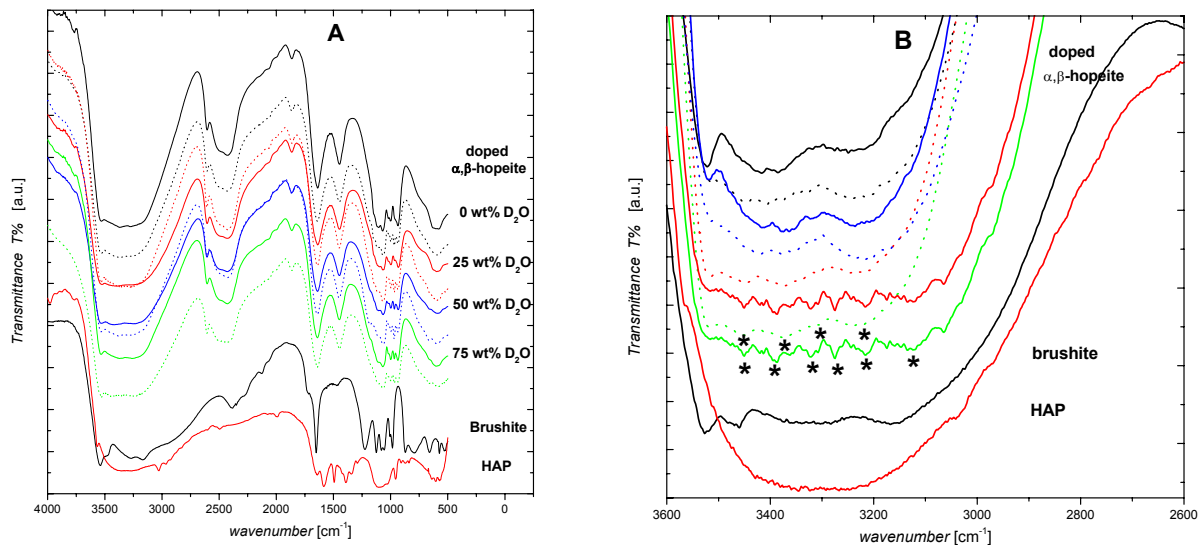 A
Transmittance T% [a.u.]
doped
α,β-hopeite
0 wt% D₂O
25 wt% D₂O
50 wt% D₂O
75 wt% D₂O
Brushite
HAP
4000 3500 3000 2500 2000 1500 1000 500 0
wavenumber [cm⁻¹]
B
Transmittance T% [a.u.]
doped
α,β-hopeite
* * * *
* * * * * *
brushite
HAP
3600 3400 3200 3000 2800 2600
wavenumber [cm⁻¹]